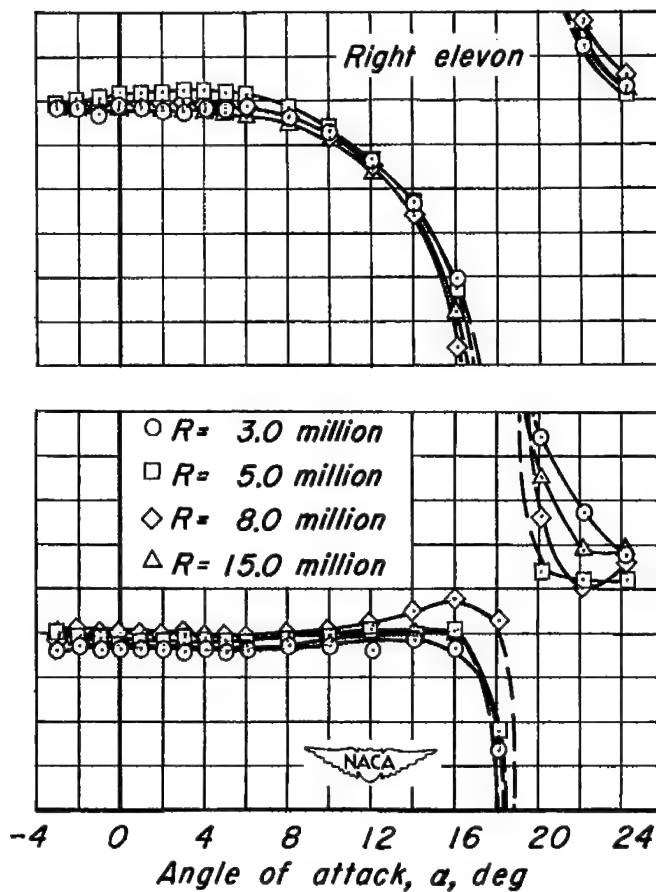 Right elevon
R= 3.0 million
R= 5.0 million
R= 8.0 million
R= 15.0 million
NACA
-4 0 4 8 12 16 20 24
Angle of attack, α, deg